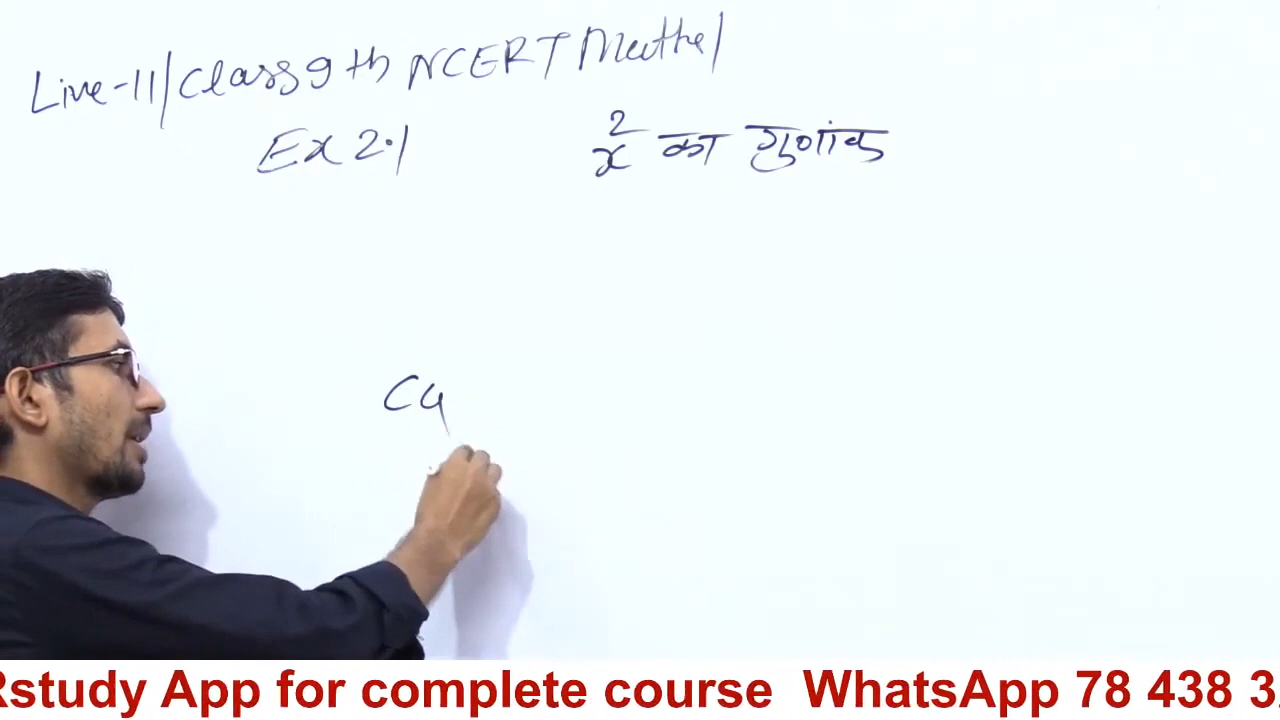 Live-11/Class 9th NCERT Maths/
Ex 2.1
x² का गुणांक
Rstudy App for complete course WhatsApp 78 438 3